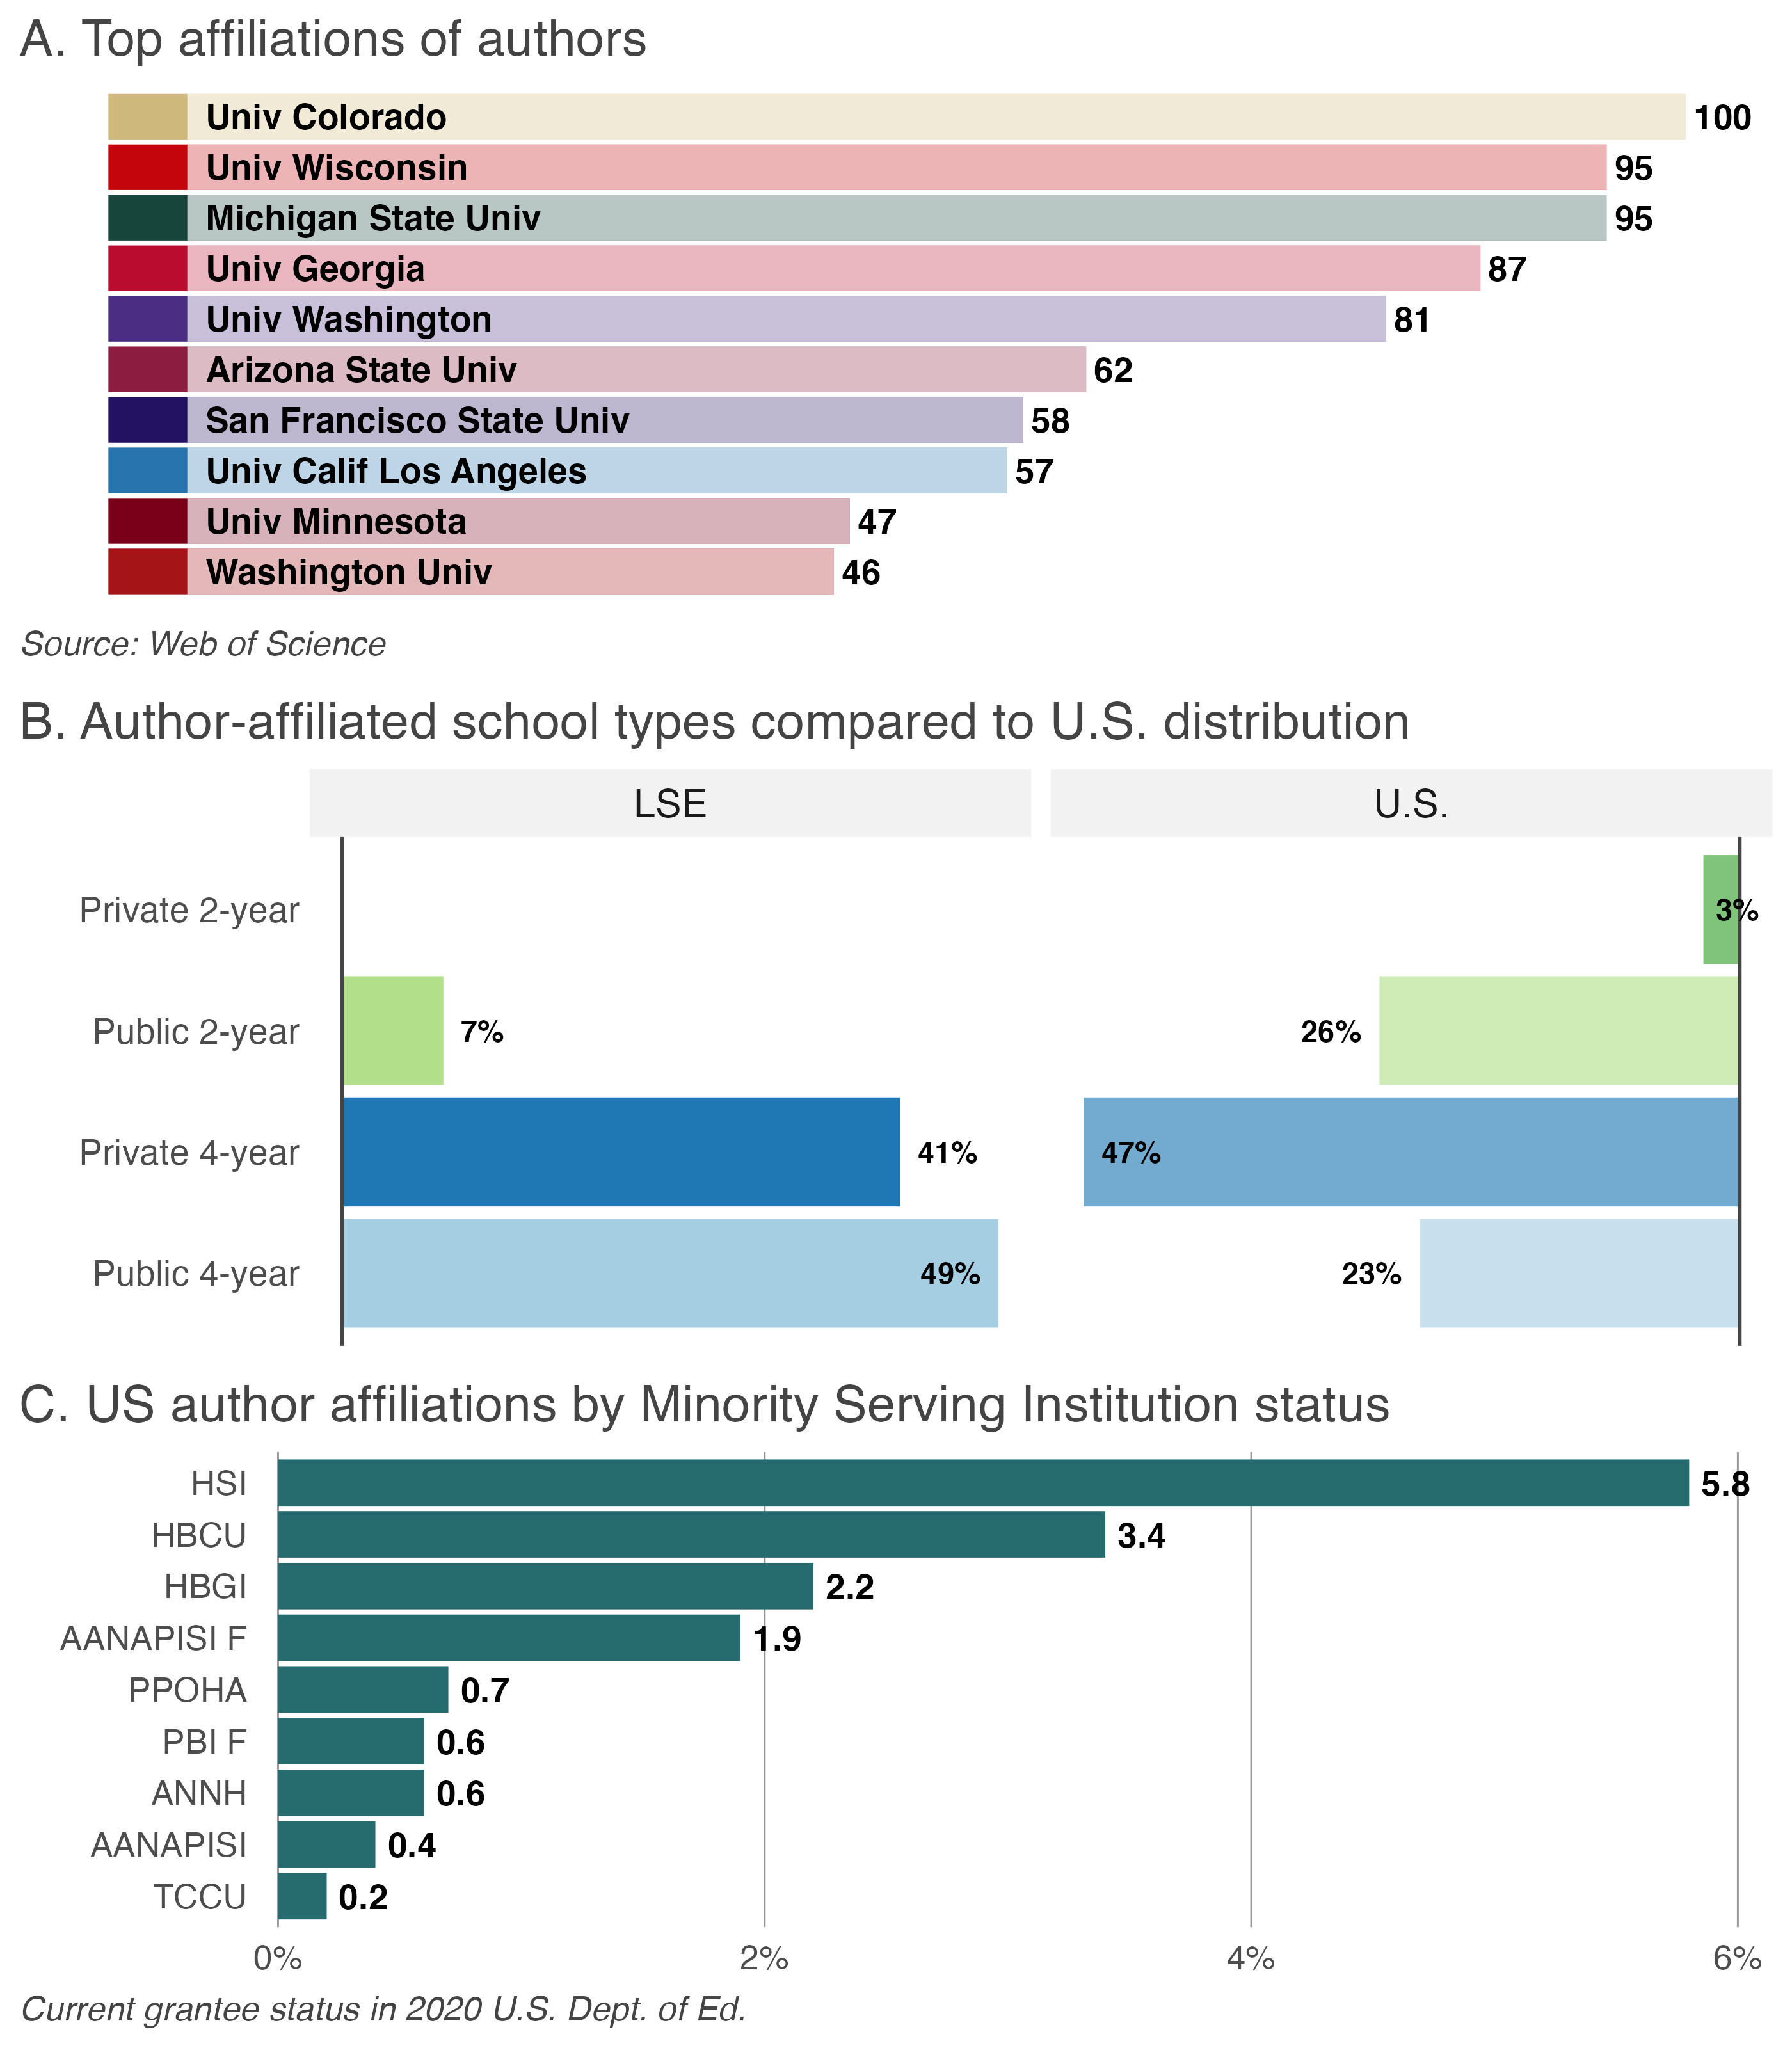 A. Top affiliations of authors
Univ Colorado 100
Univ Wisconsin 95
Michigan State Univ 95
Univ Georgia 87
Univ Washington 81
Arizona State Univ 62
San Francisco State Univ 58
Univ Calif Los Angeles 57
Univ Minnesota 47
Washington Univ 46
Source: Web of Science
B. Author-affiliated school types compared to U.S. distribution
LSE U.S.
Private 2-year 3%
Public 2-year 7% 26%
Private 4-year 41% 47%
Public 4-year 49% 23%
C. US author affiliations by Minority Serving Institution status
HSI 5.8
HBCU 3.4
HBGI 2.2
AANAPISI F 1.9
PPOHA 0.7
PBI F 0.6
ANNH 0.6
AANAPISI 0.4
TCCU 0.2
0% 2% 4% 6%
Current grantee status in 2020 U.S. Dept. of Ed.